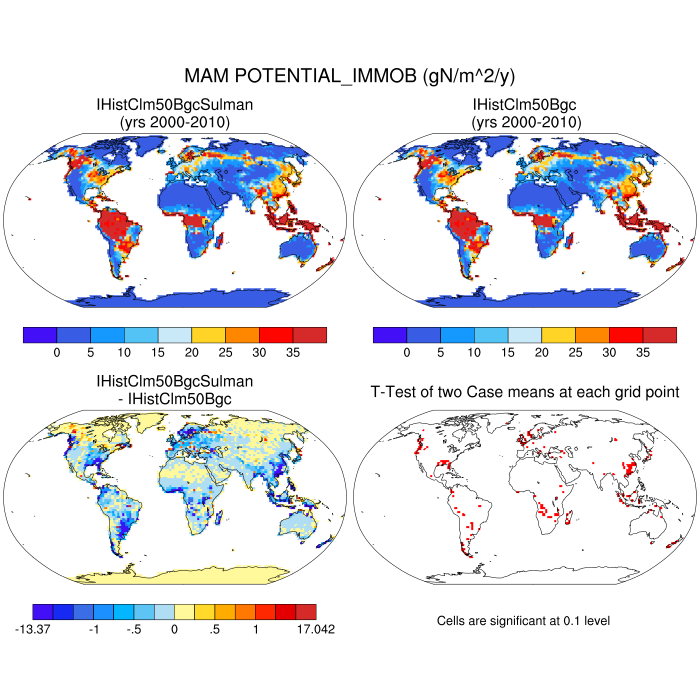 MAM POTENTIAL_IMMOB (gN/m^2/y)
IHistClm50BgcSulman
(yrs 2000-2010)
IHistClm50Bgc
(yrs 2000-2010)
0 5 10 15 20 25 30 35
0 5 10 15 20 25 30 35
IHistClm50BgcSulman
- IHistClm50Bgc
T-Test of two Case means at each grid point
-13.37 -1 -.5 0 .5 1 17.042
Cells are significant at 0.1 level